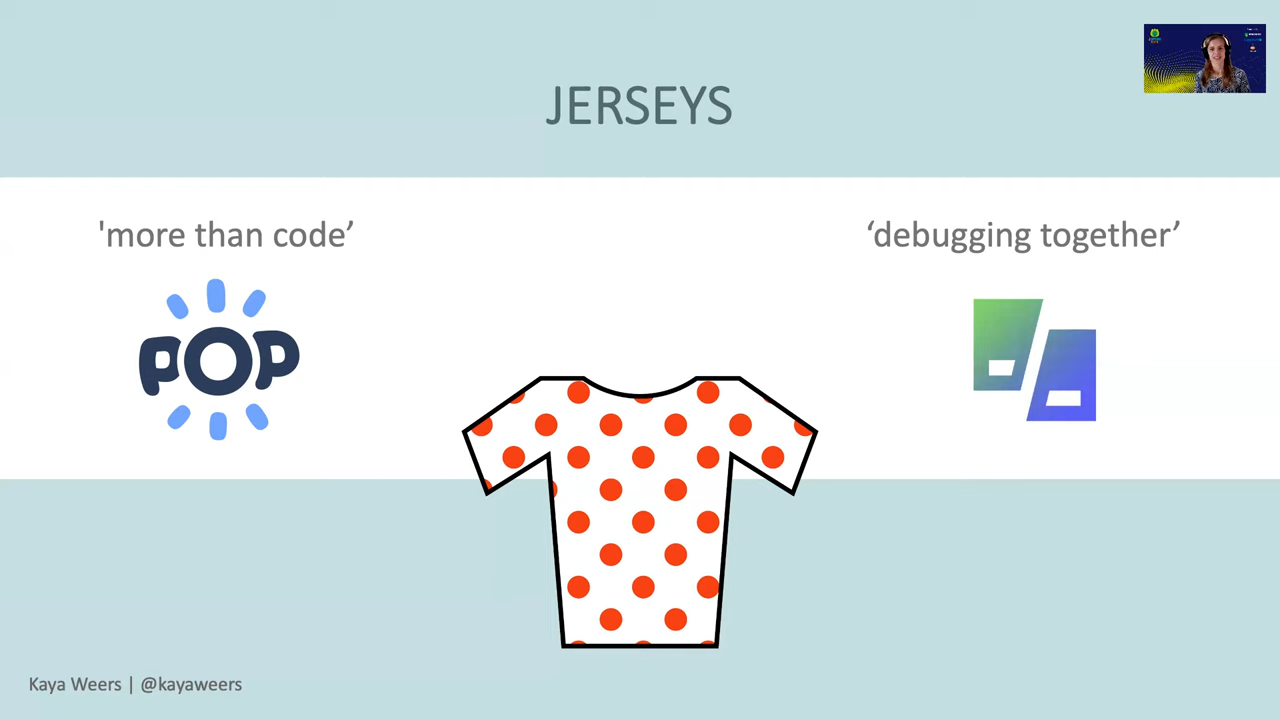 JERSEYS
'more than code’
‘debugging together’
POP
Kaya Weers | @kayaweers